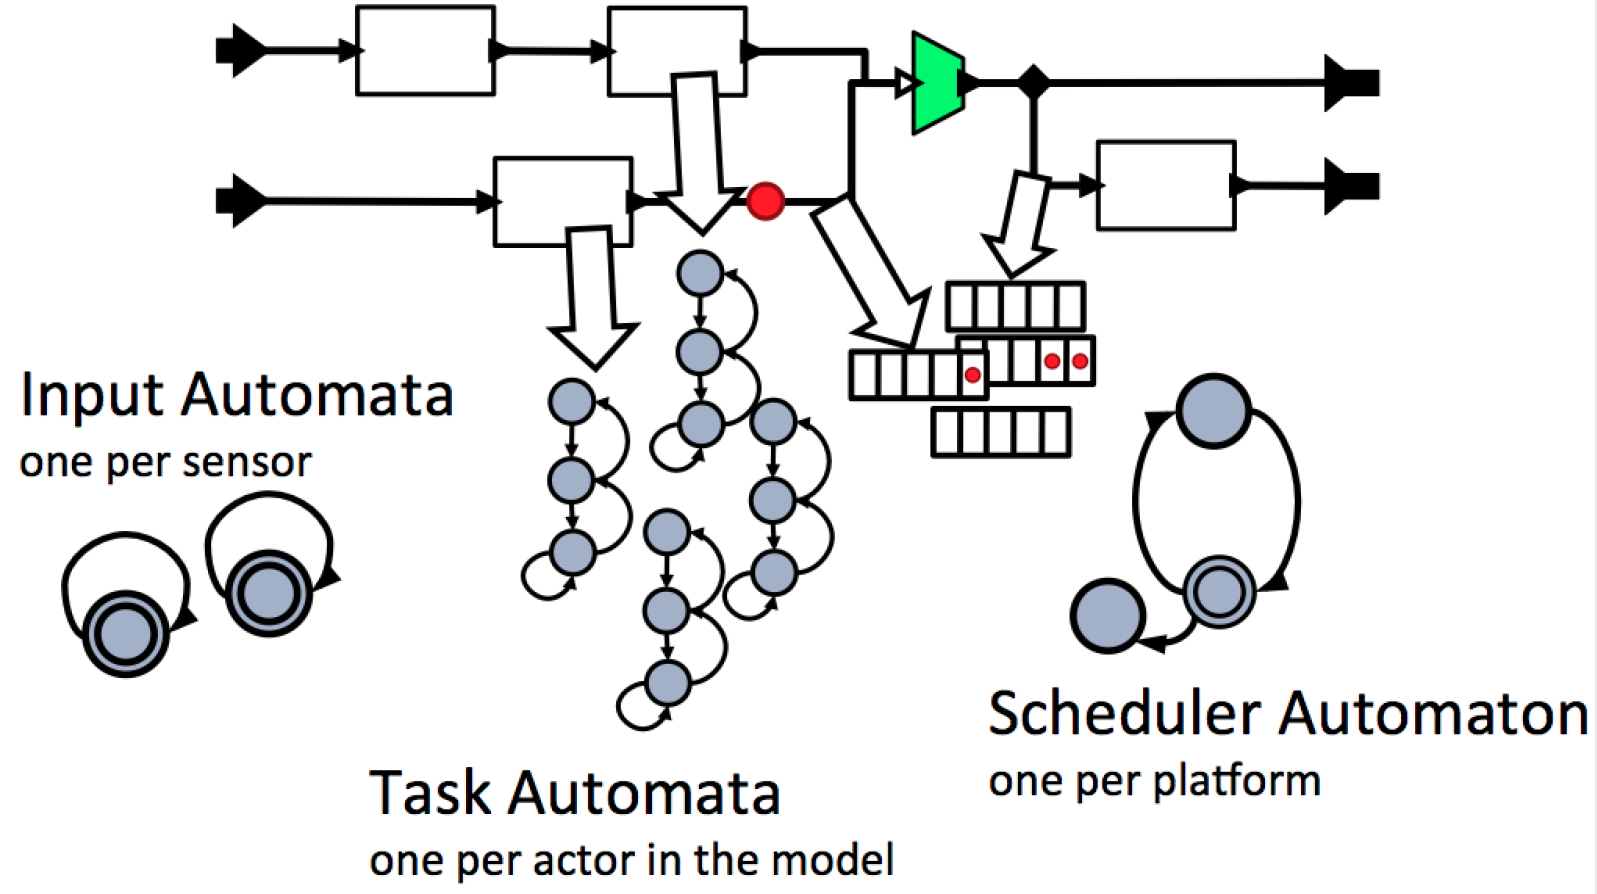 Input Automata
one per sensor
Task Automata
one per actor in the model
Scheduler Automaton
one per platform